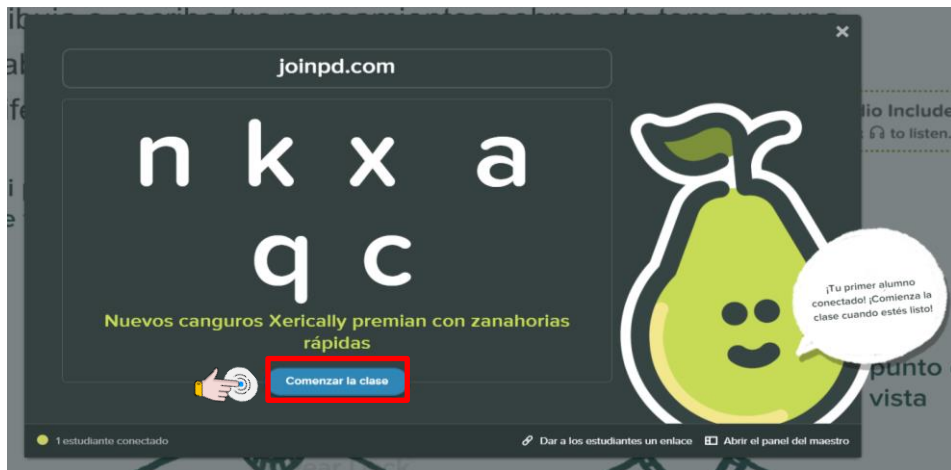 joinpd.com
n k x a
q c
Nuevos canguros Xerically premian con zanahorias
rápidas
Comenzar la clase
¡Tu primer alumno
conectado! ¡Comienza la
clase cuando estés listo!
1 estudiante conectado
Dar a los estudiantes un enlace
Abrir el panel del maestro
dio Include
to listen.
punto
vista